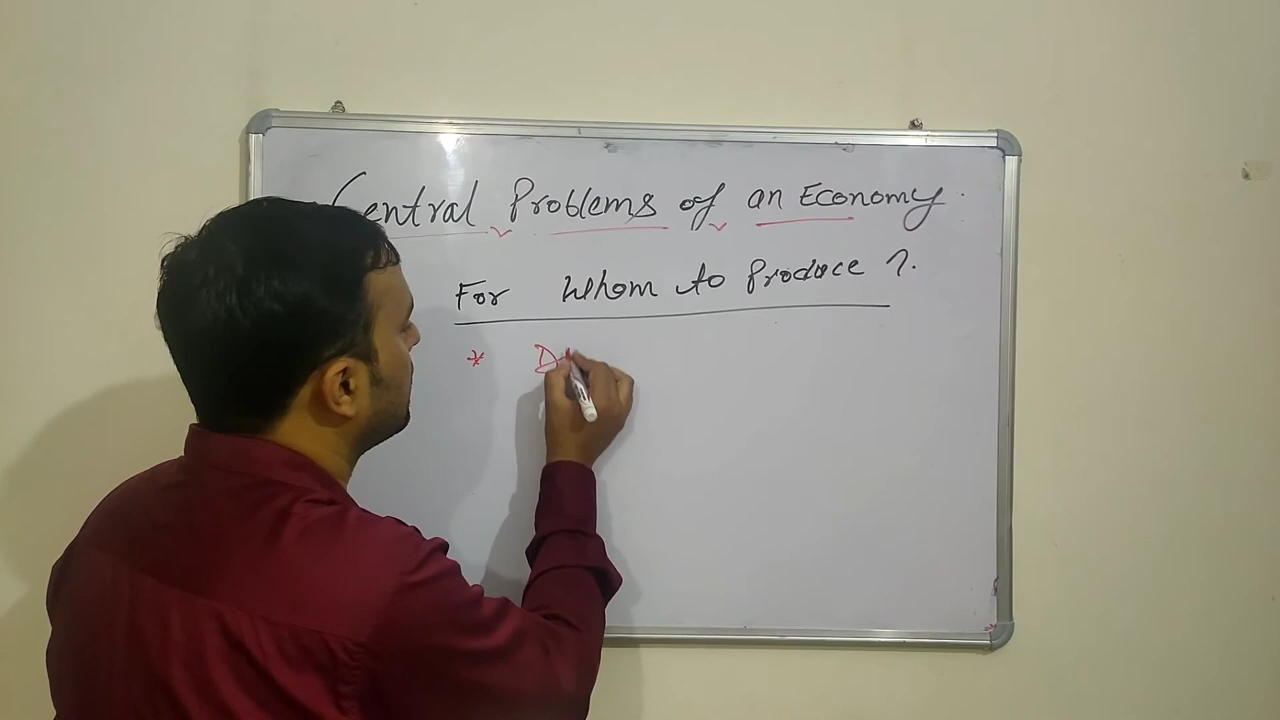 Central Problems of an Economy.
For Whom to Produce ?.
* D